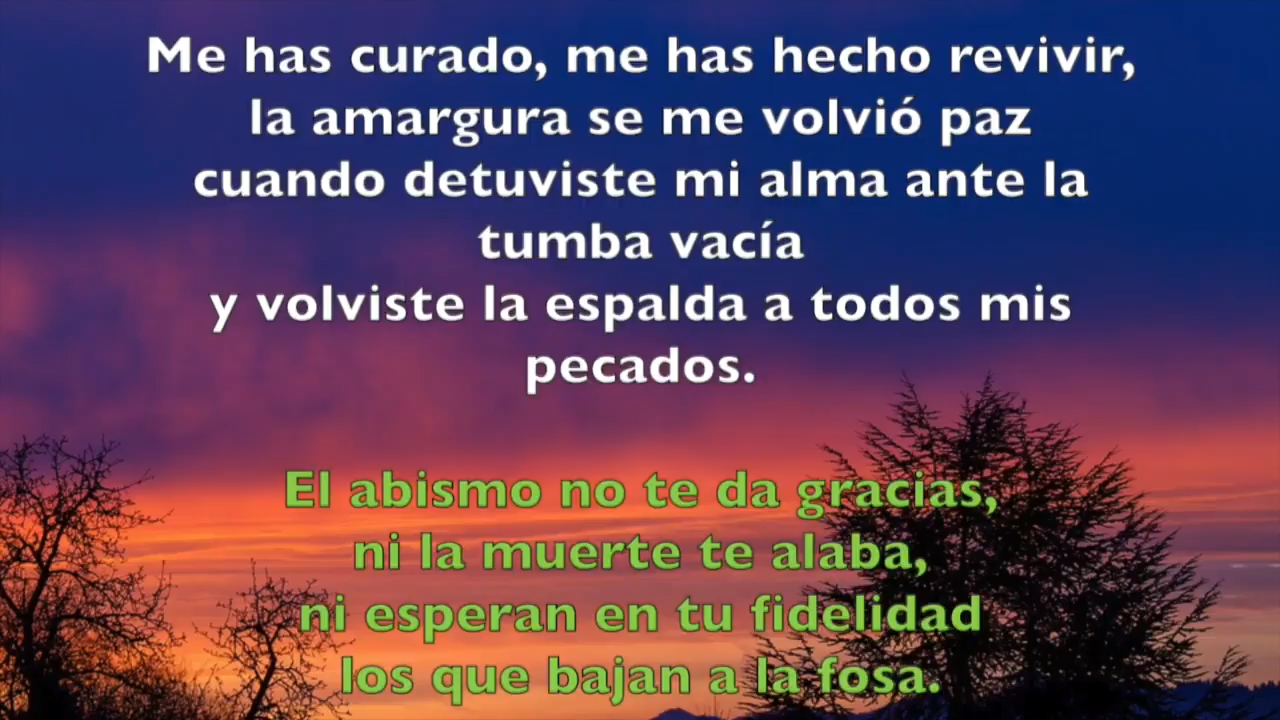 Me has curado, me has hecho revivir,
la amargura se me volvió paz
cuando detuviste mi alma ante la
tumba vacía
y volviste la espalda a todos mis
pecados.
El abismo no te da gracias,
ni la muerte te alaba,
ni esperan en tu fidelidad
los que bajan a la fosa.